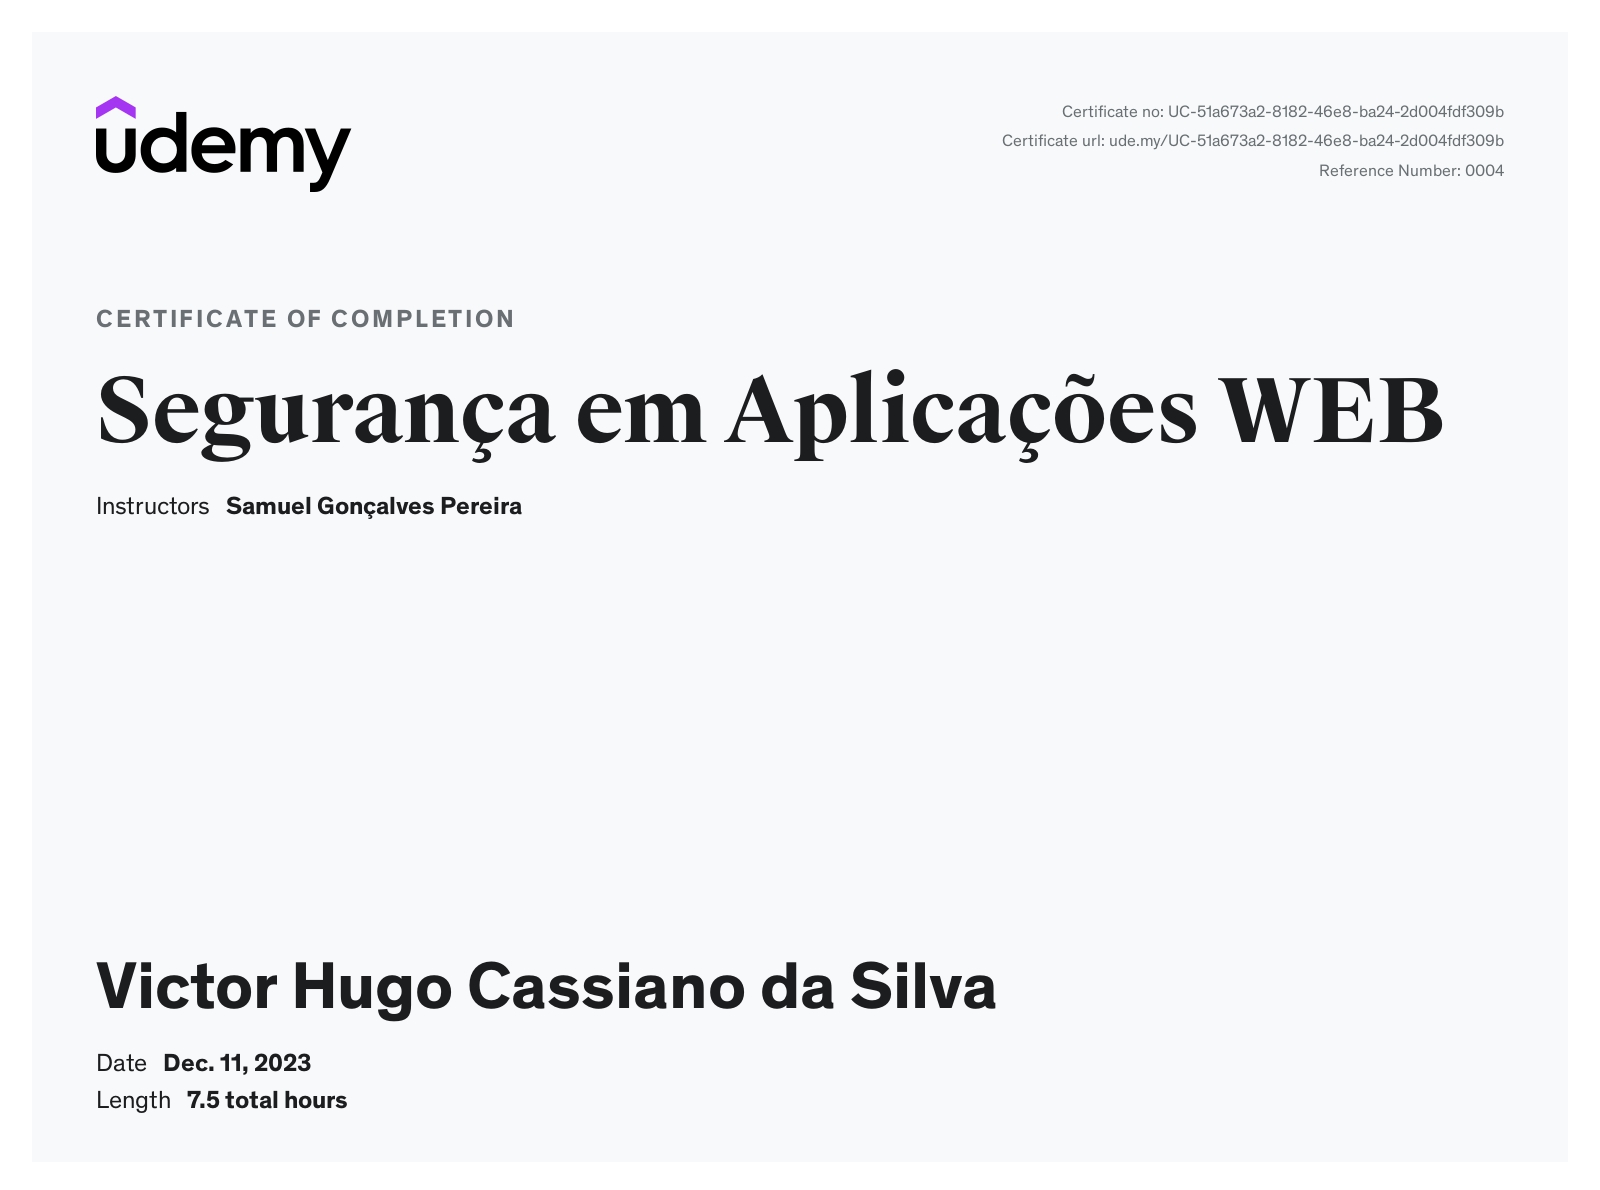 udemy
Certificate no: UC-51a673a2-8182-46e8-ba24-2d004fdf309b
Certificate url: ude.my/UC-51a673a2-8182-46e8-ba24-2d004fdf309b
Reference Number: 0004
CERTIFICATE OF COMPLETION
Segurança em Aplicações WEB
Instructors Samuel Gonçalves Pereira
Victor Hugo Cassiano da Silva
Date Dec. 11, 2023
Length 7.5 total hours